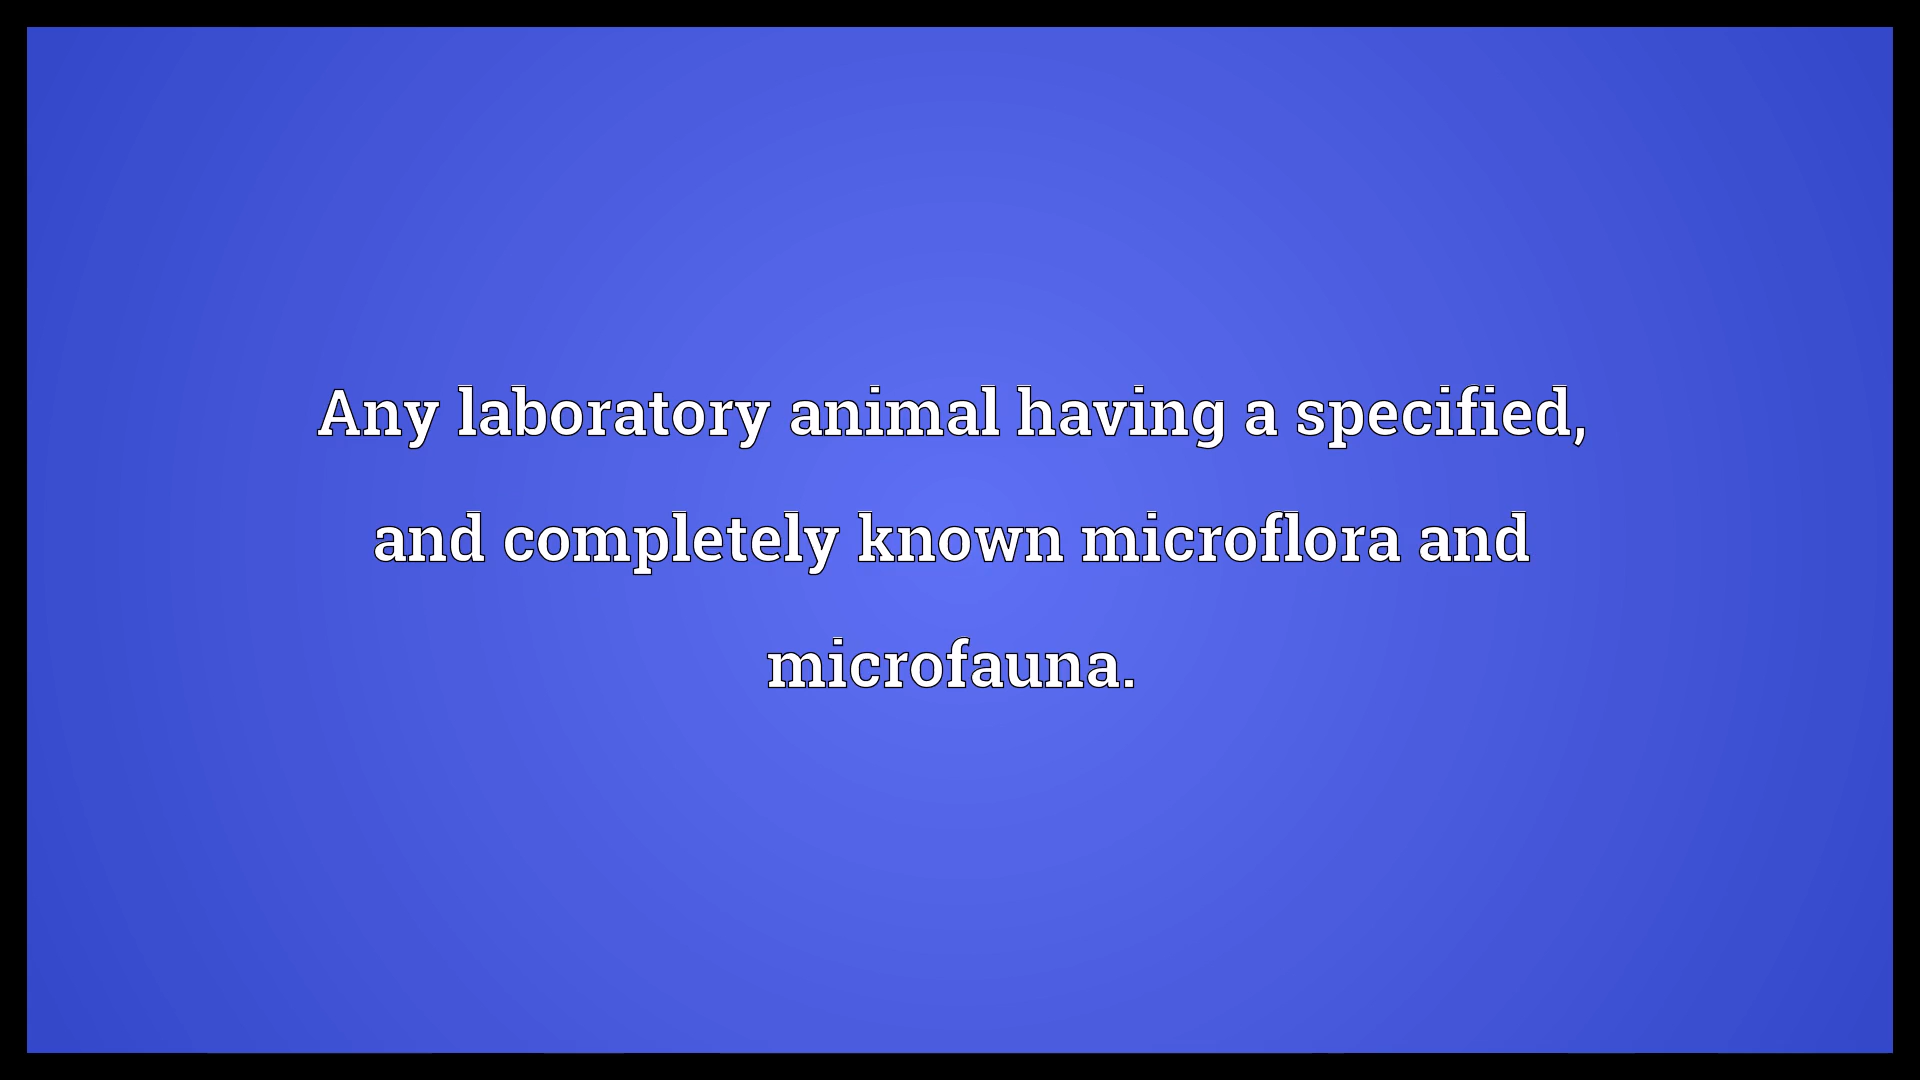 Any laboratory animal having a specified,
and completely known microflora and
microfauna.